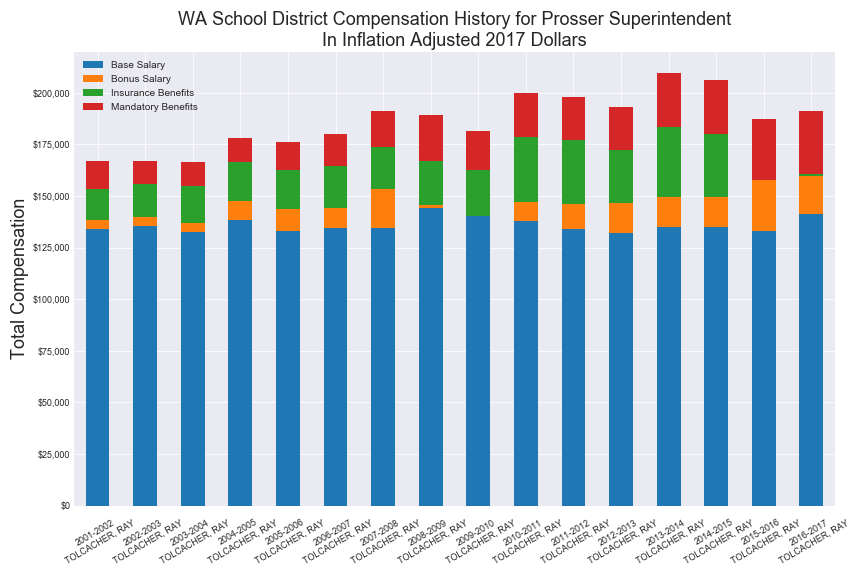 WA School District Compensation History for Prosser Superintendent
In Inflation Adjusted 2017 Dollars
Base Salary
Bonus Salary
Insurance Benefits
Mandatory Benefits
Total Compensation
$200,000
$175,000
$150,000
$125,000
$100,000
$75,000
$50,000
$25,000
$0
2001-2002
TOLCACHER, RAY
2002-2003
TOLCACHER, RAY
2003-2004
TOLCACHER, RAY
2004-2005
TOLCACHER, RAY
2005-2006
TOLCACHER, RAY
2006-2007
TOLCACHER, RAY
2007-2008
TOLCACHER, RAY
2008-2009
TOLCACHER, RAY
2009-2010
TOLCACHER, RAY
2010-2011
TOLCACHER, RAY
2011-2012
TOLCACHER, RAY
2012-2013
TOLCACHER, RAY
2013-2014
TOLCACHER, RAY
2014-2015
TOLCACHER, RAY
2015-2016
TOLCACHER, RAY
2016-2017
TOLCACHER, RAY